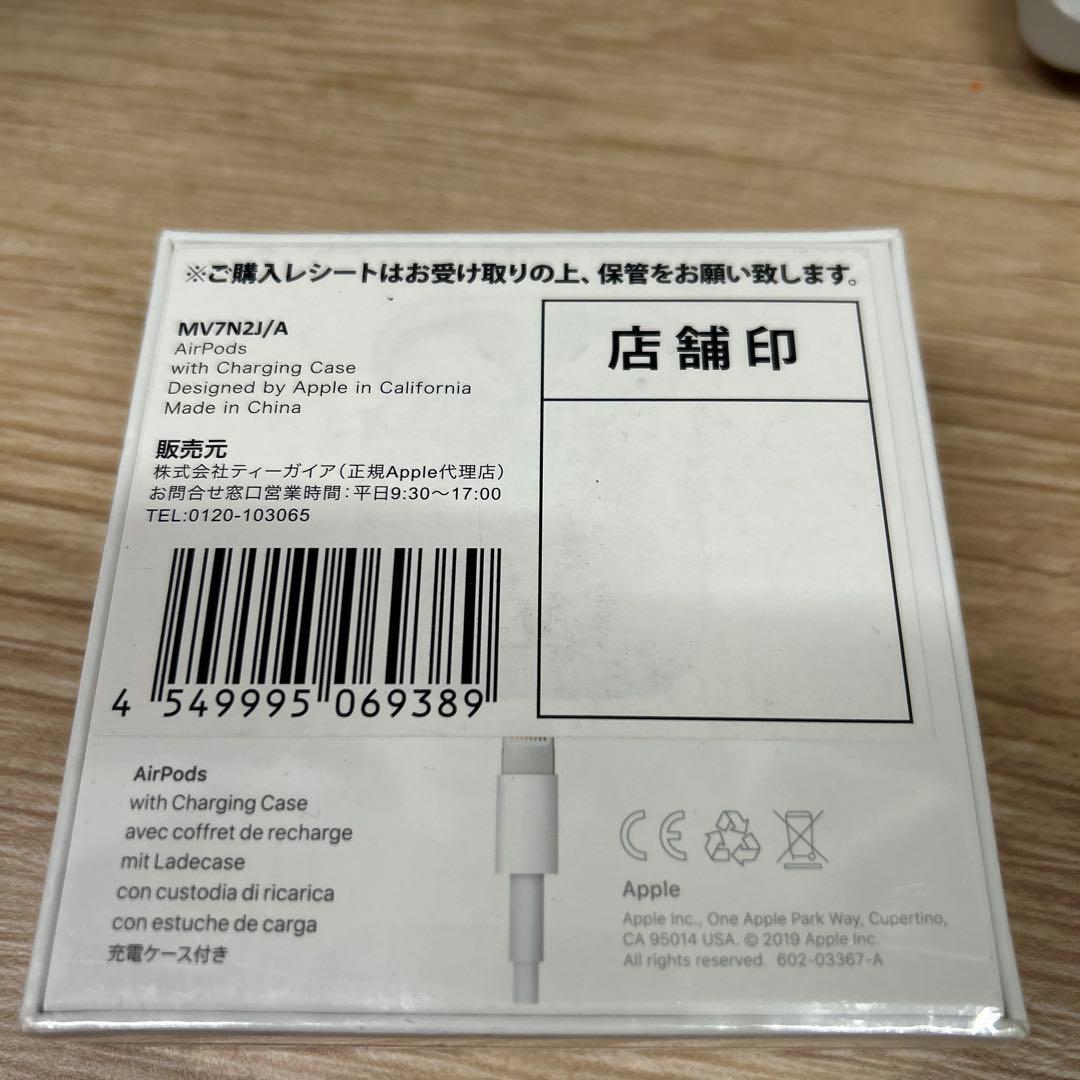 ※ご購入レシートはお受け取りの上、保管をお願い致します。
MV7N2J/A
AirPods
with Charging Case
Designed by Apple in California
Made in China
販売元
株式会社ティーガイア(正規Apple代理店)
お問合せ窓口営業時間:平日9:30～17:00
TEL:0120-103065
4 549995 069389
店舗印
AirPods
with Charging Case
avec coffret de recharge
mit Ladecase
con custodia di ricarica
con estuche de carga
充電ケース付き
CE
Apple
Apple Inc., One Apple Park Way, Cupertino,
CA 95014 USA. © 2019 Apple Inc.
All rights reserved. 602-03367-A